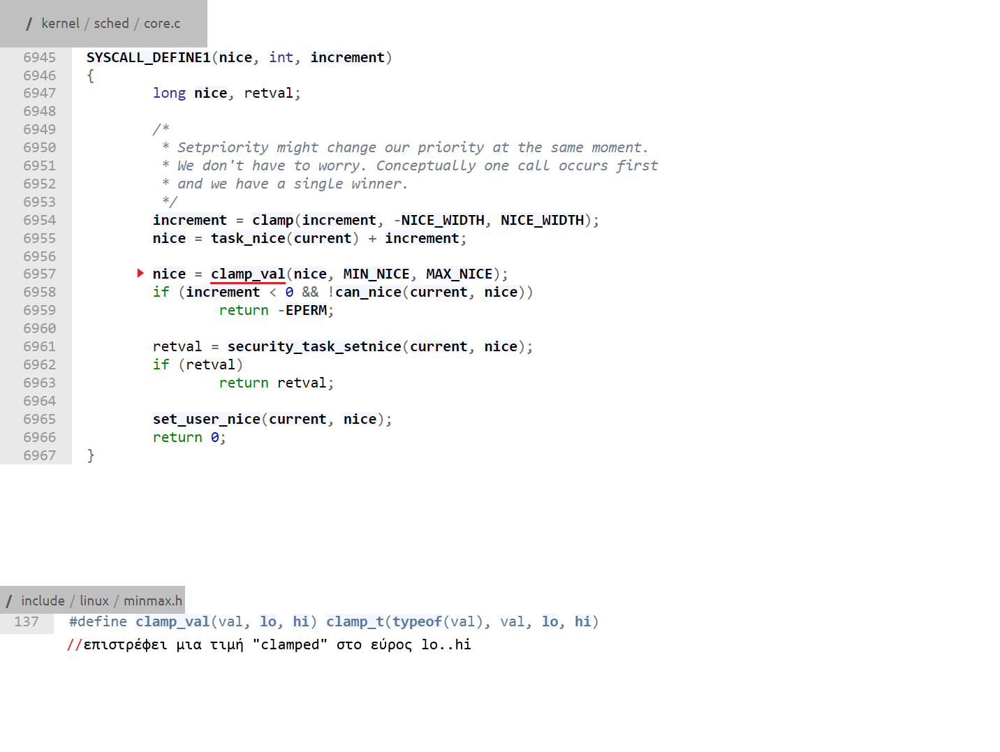 / kernel / sched / core.c
6945 SYSCALL_DEFINE1(nice, int, increment)
6946 {
6947 long nice, retval;
6948
6949 /*
6950 * Setpriority might change our priority at the same moment.
6951 * We don't have to worry. Conceptually one call occurs first
6952 * and we have a single winner.
6953 */
6954 increment = clamp(increment, -NICE_WIDTH, NICE_WIDTH);
6955 nice = task_nice(current) + increment;
6956
6957 nice = clamp_val(nice, MIN_NICE, MAX_NICE);
6958 if (increment < 0 && !can_nice(current, nice))
6959 return -EPERM;
6960
6961 retval = security_task_setnice(current, nice);
6962 if (retval)
6963 return retval;
6964
6965 set_user_nice(current, nice);
6966 return 0;
6967 }
/ include / linux / minmax.h
137 #define clamp_val(val, lo, hi) clamp_t(typeof(val), val, lo, hi)
//επιστρέφει μια τιμή "clamped" στο εύρος lo..hi